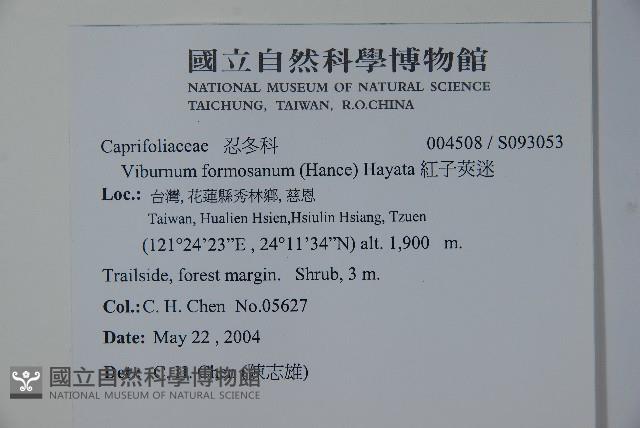 國立自然科學博物館
NATIONAL MUSEUM OF NATURAL SCIENCE
TAICHUNG, TAIWAN, R.O.CHINA
Caprifoliaceae 忍冬科 004508 / S093053
Viburnum formosanum (Hance) Hayata 紅子莢迷
Loc.: 台灣, 花蓮縣秀林鄉, 慈恩
Taiwan, Hualien Hsien,Hsiulin Hsiang, Tzuen
(121°24’23”E , 24°11’34”N) alt. 1,900 m.
Trailside, forest margin. Shrub, 3 m.
Col.: C. H. Chen No.05627
Date: May 22 , 2004
Det: C. H. Chen (陳志雄)
國立自然科學博物館
NATIONAL MUSEUM OF NATURAL SCIENCE